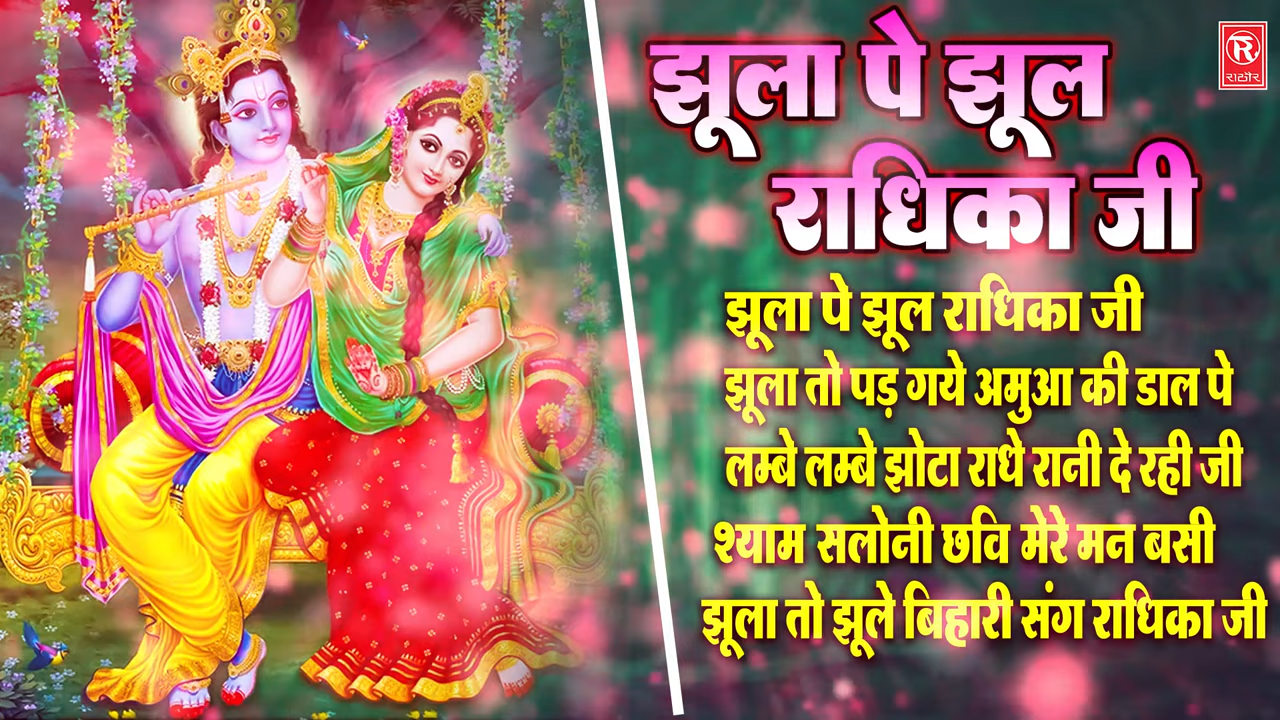 झूला पे झूल
राधिका जी
R
राठौर
झूला पे झूल राधिका जी
झूला तो पड़ गये अमुआ की डाल पे
लम्बे लम्बे झोटा राधे रानी दे रही जी
श्याम सलोनी छवि मेरे मन बसी
झूला तो झूले बिहारी संग राधिका जी